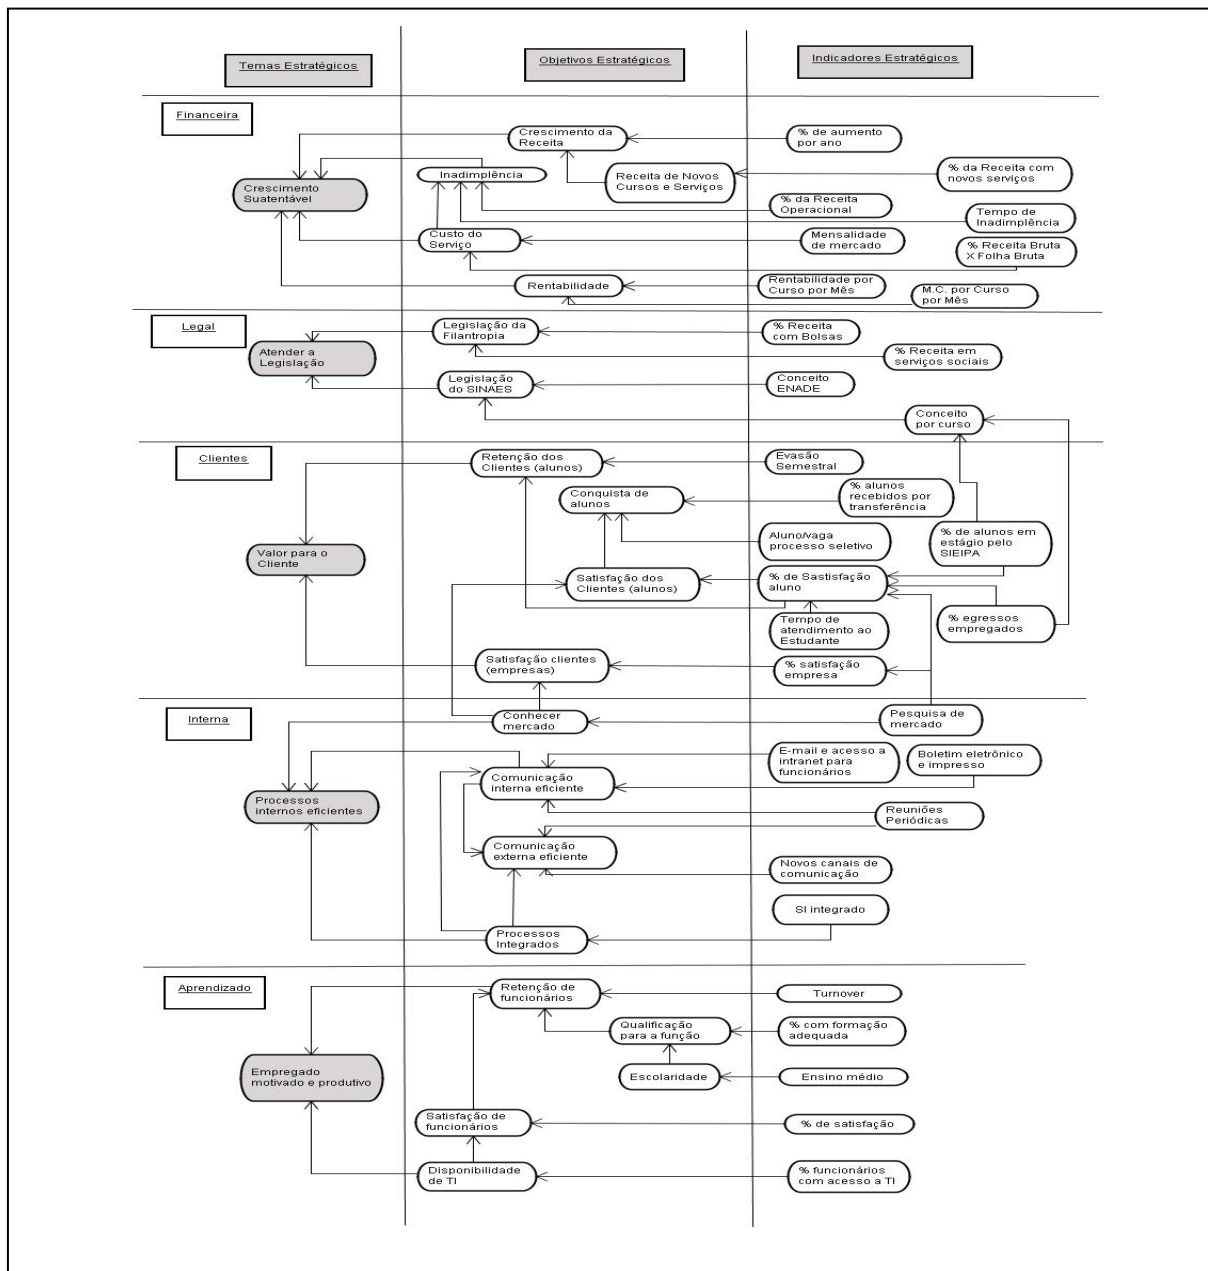 Temas Estratégicos
Objetivos Estratégicos
Indicadores Estratégicos
Financeira
Crescimento da
Receita
% de aumento
por ano
Inadimplência
Receita de Novos
Cursos e Serviços
% da Receita com
novos serviços
Crescimento
Sutatentável
% da Receita
Operacional
Tempo de
Inadimplência
Custo do
Serviço
Mensalidade
de mercado
% Receita Bruta
X Folha Bruta
Rentabilidade
Rentabilidade por
Curso por Mês
M.C. por Curso
por Mês
Legal
Legislação da
Filantropia
% Receita
com Bolsas
Atender a
Legislação
% Receita em
serviços sociais
Legislação
do SINAES
Conceito
ENADE
Conceito
por curso
Clientes
Retenção dos
Clientes (alunos)
Evasão
Semestral
Conquista de
alunos
% alunos
recebidos por
transferência
Aluno/vaga
processo seletivo
% de alunos em
estágio pelo
SIEIPA
Valor para o
Cliente
Satisfação dos
Clientes (alunos)
% de Sastisfação
aluno
Tempo de
atendimento ao
Estudante
% egressos
empregados
Satisfação clientes
(empresas)
% satisfação
empresa
Interna
Conhecer
mercado
Pesquisa de
mercado
E-mail e acesso a
intranet para
funcionários
Boletim eletrônico
e impresso
Comunicação
interna eficiente
Processos
internos eficientes
Reuniões
Periódicas
Comunicação
externa eficiente
Novos canais de
comunicação
SI integrado
Processos
Integrados
Aprendizado
Retenção de
funcionários
Turnover
Qualificação
para a função
% com formação
adequada
Empregado
motivado e produtivo
Escolaridade
Ensino médio
Satisfação de
funcionários
% de satisfação
Disponibilidade
de TI
% funcionários
com acesso a TI